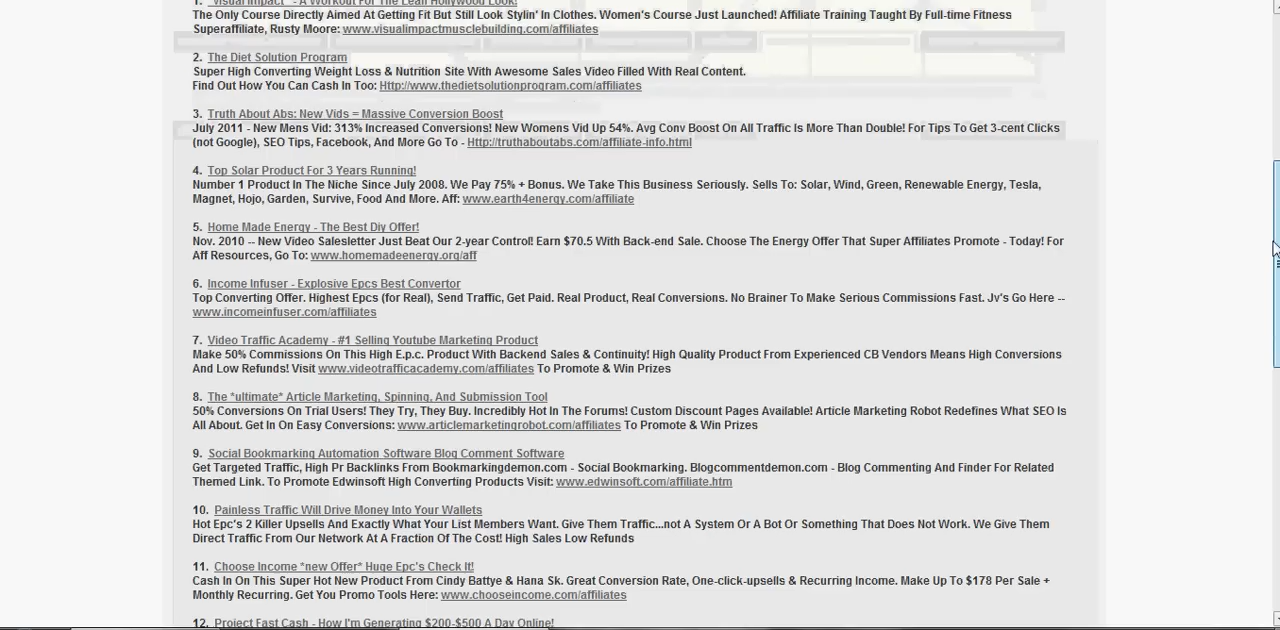 1. "visual Impact" - A Workout For The Lean Hollywood Look!
The Only Course Directly Aimed At Getting Fit But Still Look Stylin' In Clothes. Women's Course Just Launched! Affiliate Training Taught By Full-time Fitness
Superaffiliate, Rusty Moore: www.visualimpactmusclebuilding.com/affiliates
2. The Diet Solution Program
Super High Converting Weight Loss & Nutrition Site With Awesome Sales Video Filled With Real Content.
Find Out How You Can Cash In Too: Http://www.thedietsolutionprogram.com/affiliates
3. Truth About Abs: New Vids = Massive Conversion Boost
July 2011 - New Mens Vid: 313% Increased Conversions! New Womens Vid Up 54%. Avg Conv Boost On All Traffic Is More Than Double! For Tips To Get 3-cent Clicks
(not Google), SEO Tips, Facebook, And More Go To - Http://truthaboutabs.com/affiliate-info.html
4. Top Solar Product For 3 Years Running!
Number 1 Product In The Niche Since July 2008. We Pay 75% + Bonus. We Take This Business Seriously. Sells To: Solar, Wind, Green, Renewable Energy, Tesla,
Magnet, Hojo, Garden, Survive, Food And More. Aff: www.earth4energy.com/affiliate
5. Home Made Energy - The Best Diy Offer!
Nov. 2010 -- New Video Salesletter Just Beat Our 2-year Control! Earn $70.5 With Back-end Sale. Choose The Energy Offer That Super Affiliates Promote - Today! For
Aff Resources, Go To: www.homemadeenergy.org/aff
6. Income Infuser - Explosive Epcs Best Convertor
Top Converting Offer. Highest Epcs (for Real), Send Traffic, Get Paid. Real Product, Real Conversions. No Brainer To Make Serious Commissions Fast. Jv's Go Here --
www.incomeinfuser.com/affiliates
7. Video Traffic Academy - #1 Selling Youtube Marketing Product
Make 50% Commissions On This High E.p.c. Product With Backend Sales & Continuity! High Quality Product From Experienced CB Vendors Means High Conversions
And Low Refunds! Visit www.videotrafficacademy.com/affiliates To Promote & Win Prizes
8. The *ultimate* Article Marketing, Spinning, And Submission Tool
50% Conversions On Trial Users! They Try, They Buy. Incredibly Hot In The Forums! Custom Discount Pages Available! Article Marketing Robot Redefines What SEO Is
All About. Get In On Easy Conversions: www.articlemarketingrobot.com/affiliates To Promote & Win Prizes
9. Social Bookmarking Automation Software Blog Comment Software
Get Targeted Traffic, High Pr Backlinks From Bookmarkingdemon.com - Social Bookmarking. Blogcommentdemon.com - Blog Commenting And Finder For Related
Themed Link. To Promote Edwinsoft High Converting Products Visit: www.edwinsoft.com/affiliate.htm
10. Painless Traffic Will Drive Money Into Your Wallets
Hot Epc's 2 Killer Upsells And Exactly What Your List Members Want. Give Them Traffic...not A System Or A Bot Or Something That Does Not Work. We Give Them
Direct Traffic From Our Network At A Fraction Of The Cost! High Sales Low Refunds
11. Choose Income *new Offer* Huge Epc's Check It!
Cash In On This Super Hot New Product From Cindy Battye & Hana Sk. Great Conversion Rate, One-click-upsells & Recurring Income. Make Up To $178 Per Sale +
Monthly Recurring. Get You Promo Tools Here: www.chooseincome.com/affiliates
12. Project Fast Cash - How I'm Generating $200-$500 A Day Online!